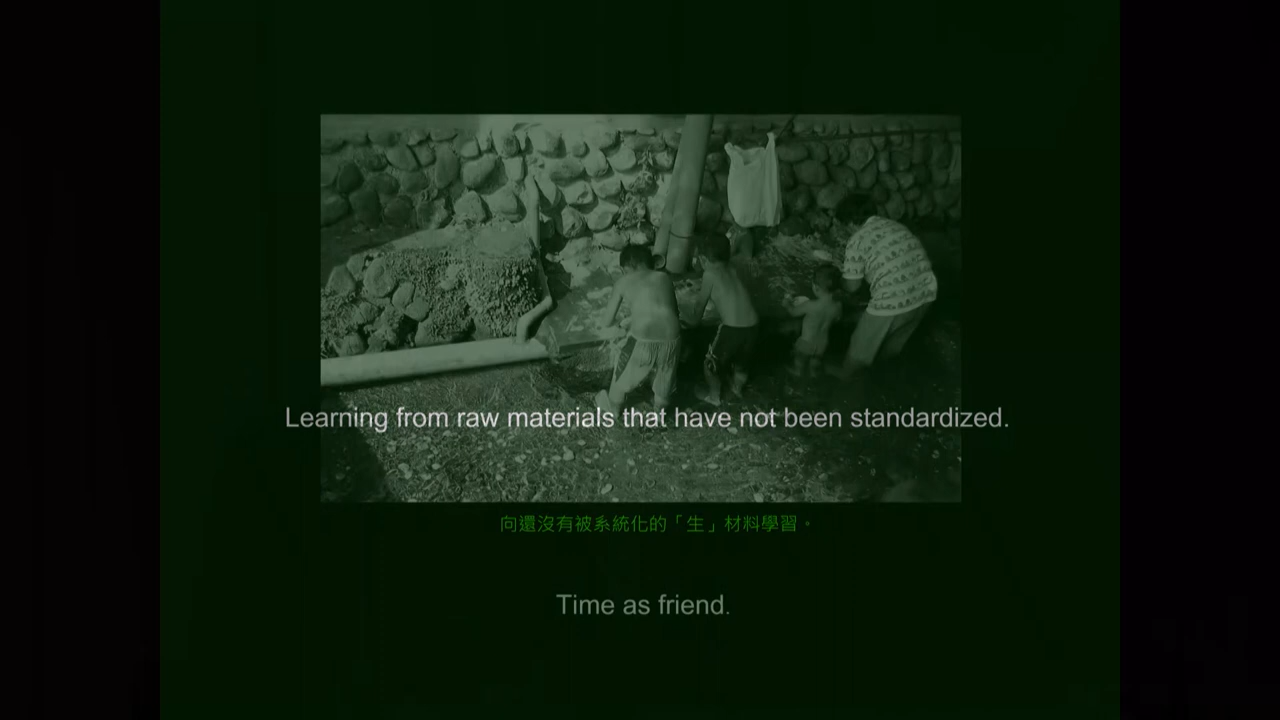 Learning from raw materials that have not been standardized.
向還沒有被系統化的「生」材料學習。
Time as friend.